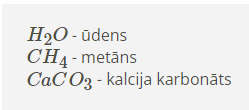 H₂O - ūdens
CH₄ - metāns
CaCO₃ - kalcija karbonāts